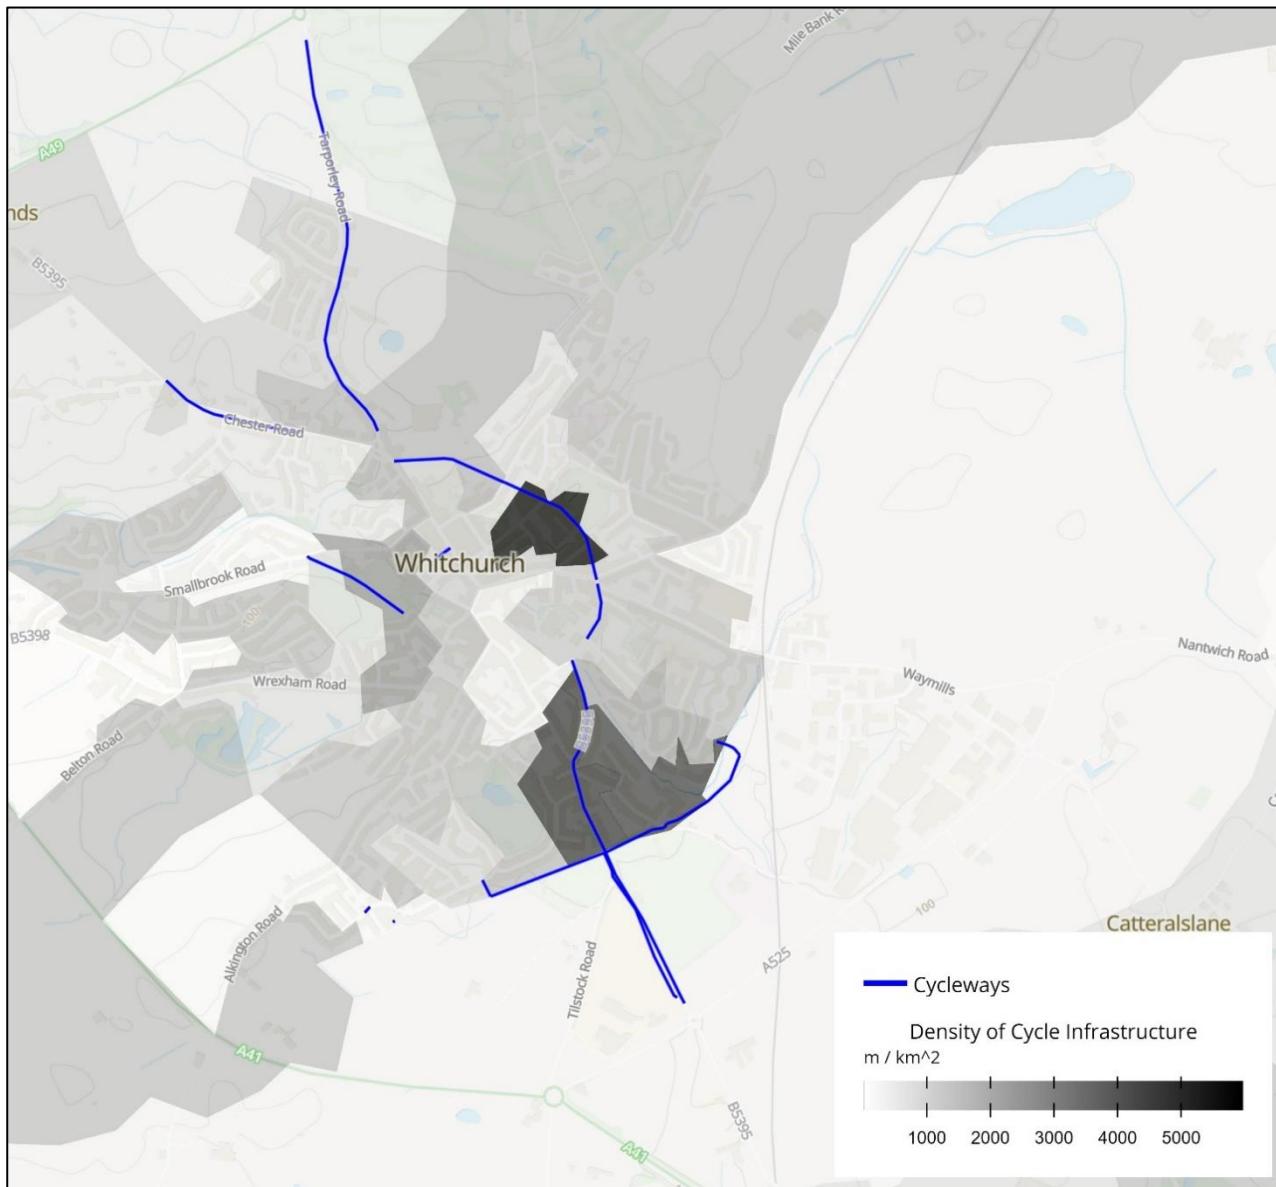 Mile Bank R
A49
Tarporley Road
nds
B5395
Chester Road
Whitchurch
Smallbrook Road
100
B5398
Wrexham Road
Nantwich Road
Waymills
Belton Road
Alkington Road
100
Catteralslane
A525
Tilstock Road
A41
B5395
A41
Cycleways
Density of Cycle Infrastructure
m / km^2
1000 2000 3000 4000 5000